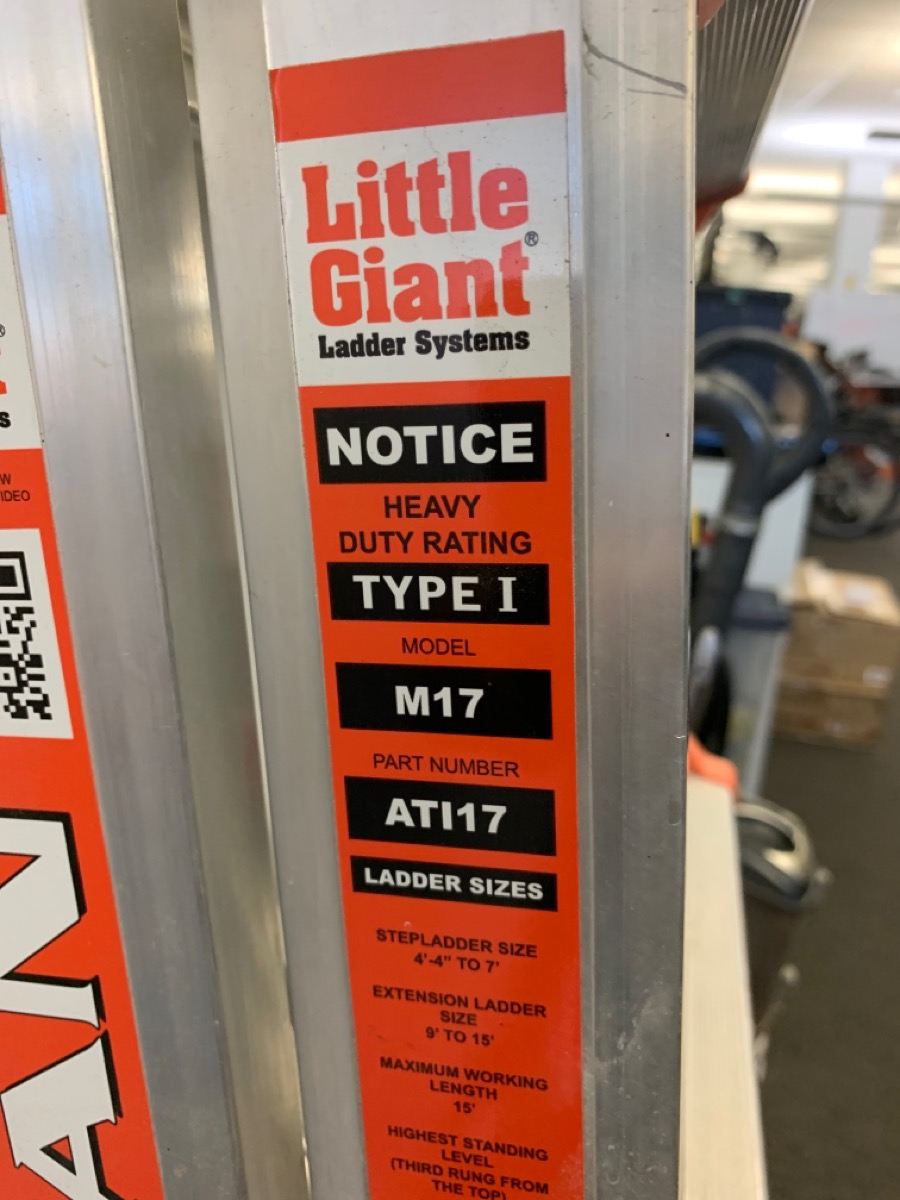 Little
Giant®
Ladder Systems
NOTICE
HEAVY
DUTY RATING
TYPE I
MODEL
M17
PART NUMBER
ATI17
LADDER SIZES
STEPLADDER SIZE
4'-4" TO 7'
EXTENSION LADDER
SIZE
9' TO 15'
MAXIMUM WORKING
LENGTH
15'
HIGHEST STANDING
LEVEL
(THIRD RUNG FROM
THE TOP)
®
S
W
IDEO
AN